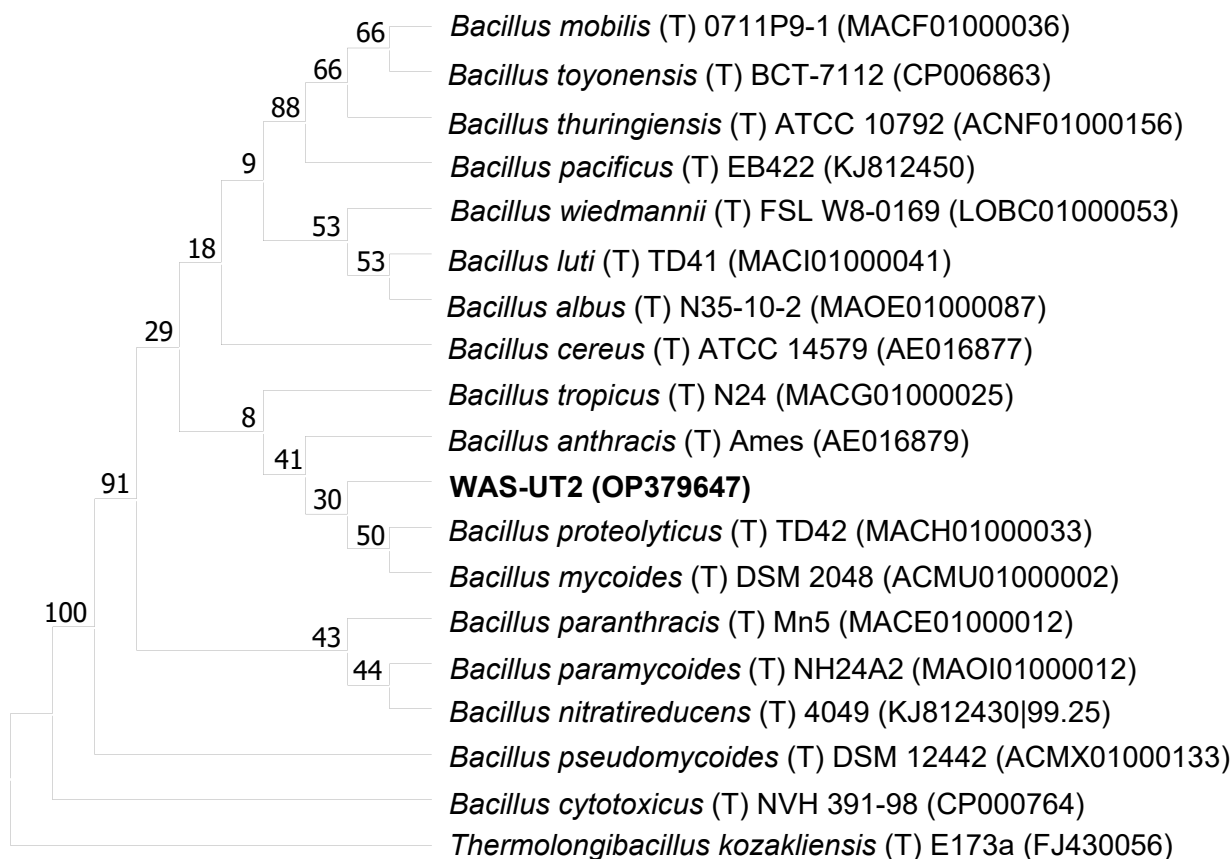 66 Bacillus mobilis (T) 0711P9-1 (MACF01000036)
66 Bacillus toyonensis (T) BCT-7112 (CP006863)
88 Bacillus thuringiensis (T) ATCC 10792 (ACNF01000156)
9 Bacillus pacificus (T) EB422 (KJ812450)
53 Bacillus wiedmannii (T) FSL W8-0169 (LOBC01000053)
18 53 Bacillus luti (T) TD41 (MACI01000041)
Bacillus albus (T) N35-10-2 (MAOE01000087)
29 Bacillus cereus (T) ATCC 14579 (AE016877)
Bacillus tropicus (T) N24 (MACG01000025)
8 Bacillus anthracis (T) Ames (AE016879)
41
91 30 WAS-UT2 (OP379647)
50 Bacillus proteolyticus (T) TD42 (MACH01000033)
Bacillus mycoides (T) DSM 2048 (ACMU01000002)
100 Bacillus paranthracis (T) Mn5 (MACE01000012)
43
44 Bacillus paramycoides (T) NH24A2 (MAOI01000012)
Bacillus nitratireducens (T) 4049 (KJ812430|99.25)
Bacillus pseudomycoides (T) DSM 12442 (ACMX01000133)
Bacillus cytotoxicus (T) NVH 391-98 (CP000764)
Thermolongibacillus kozakliensis (T) E173a (FJ430056)